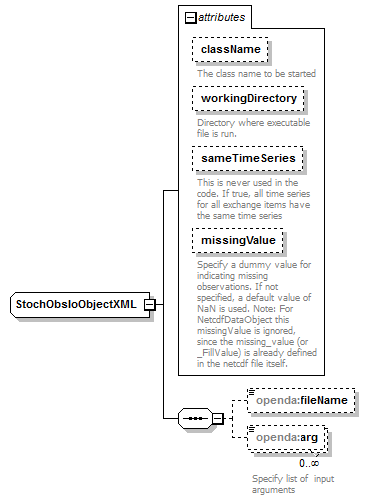 attributes
className
The class name to be started
workingDirectory
Directory where executable
file is run.
sameTimeSeries
This is never used in the
code. If true, all time series
for all exchange items have
the same time series
missingValue
Specify a dummy value for
indicating missing
observations. If not
specified, a default value of
NaN is used. Note: For
NetcdfDataObject this
missingValue is ignored,
since the missing_value (or
_FillValue) is already defined
in the netcdf file itself.
StochObsIoObjectXML
openda:fileName
openda:arg
0..∞
Specify list of input
arguments